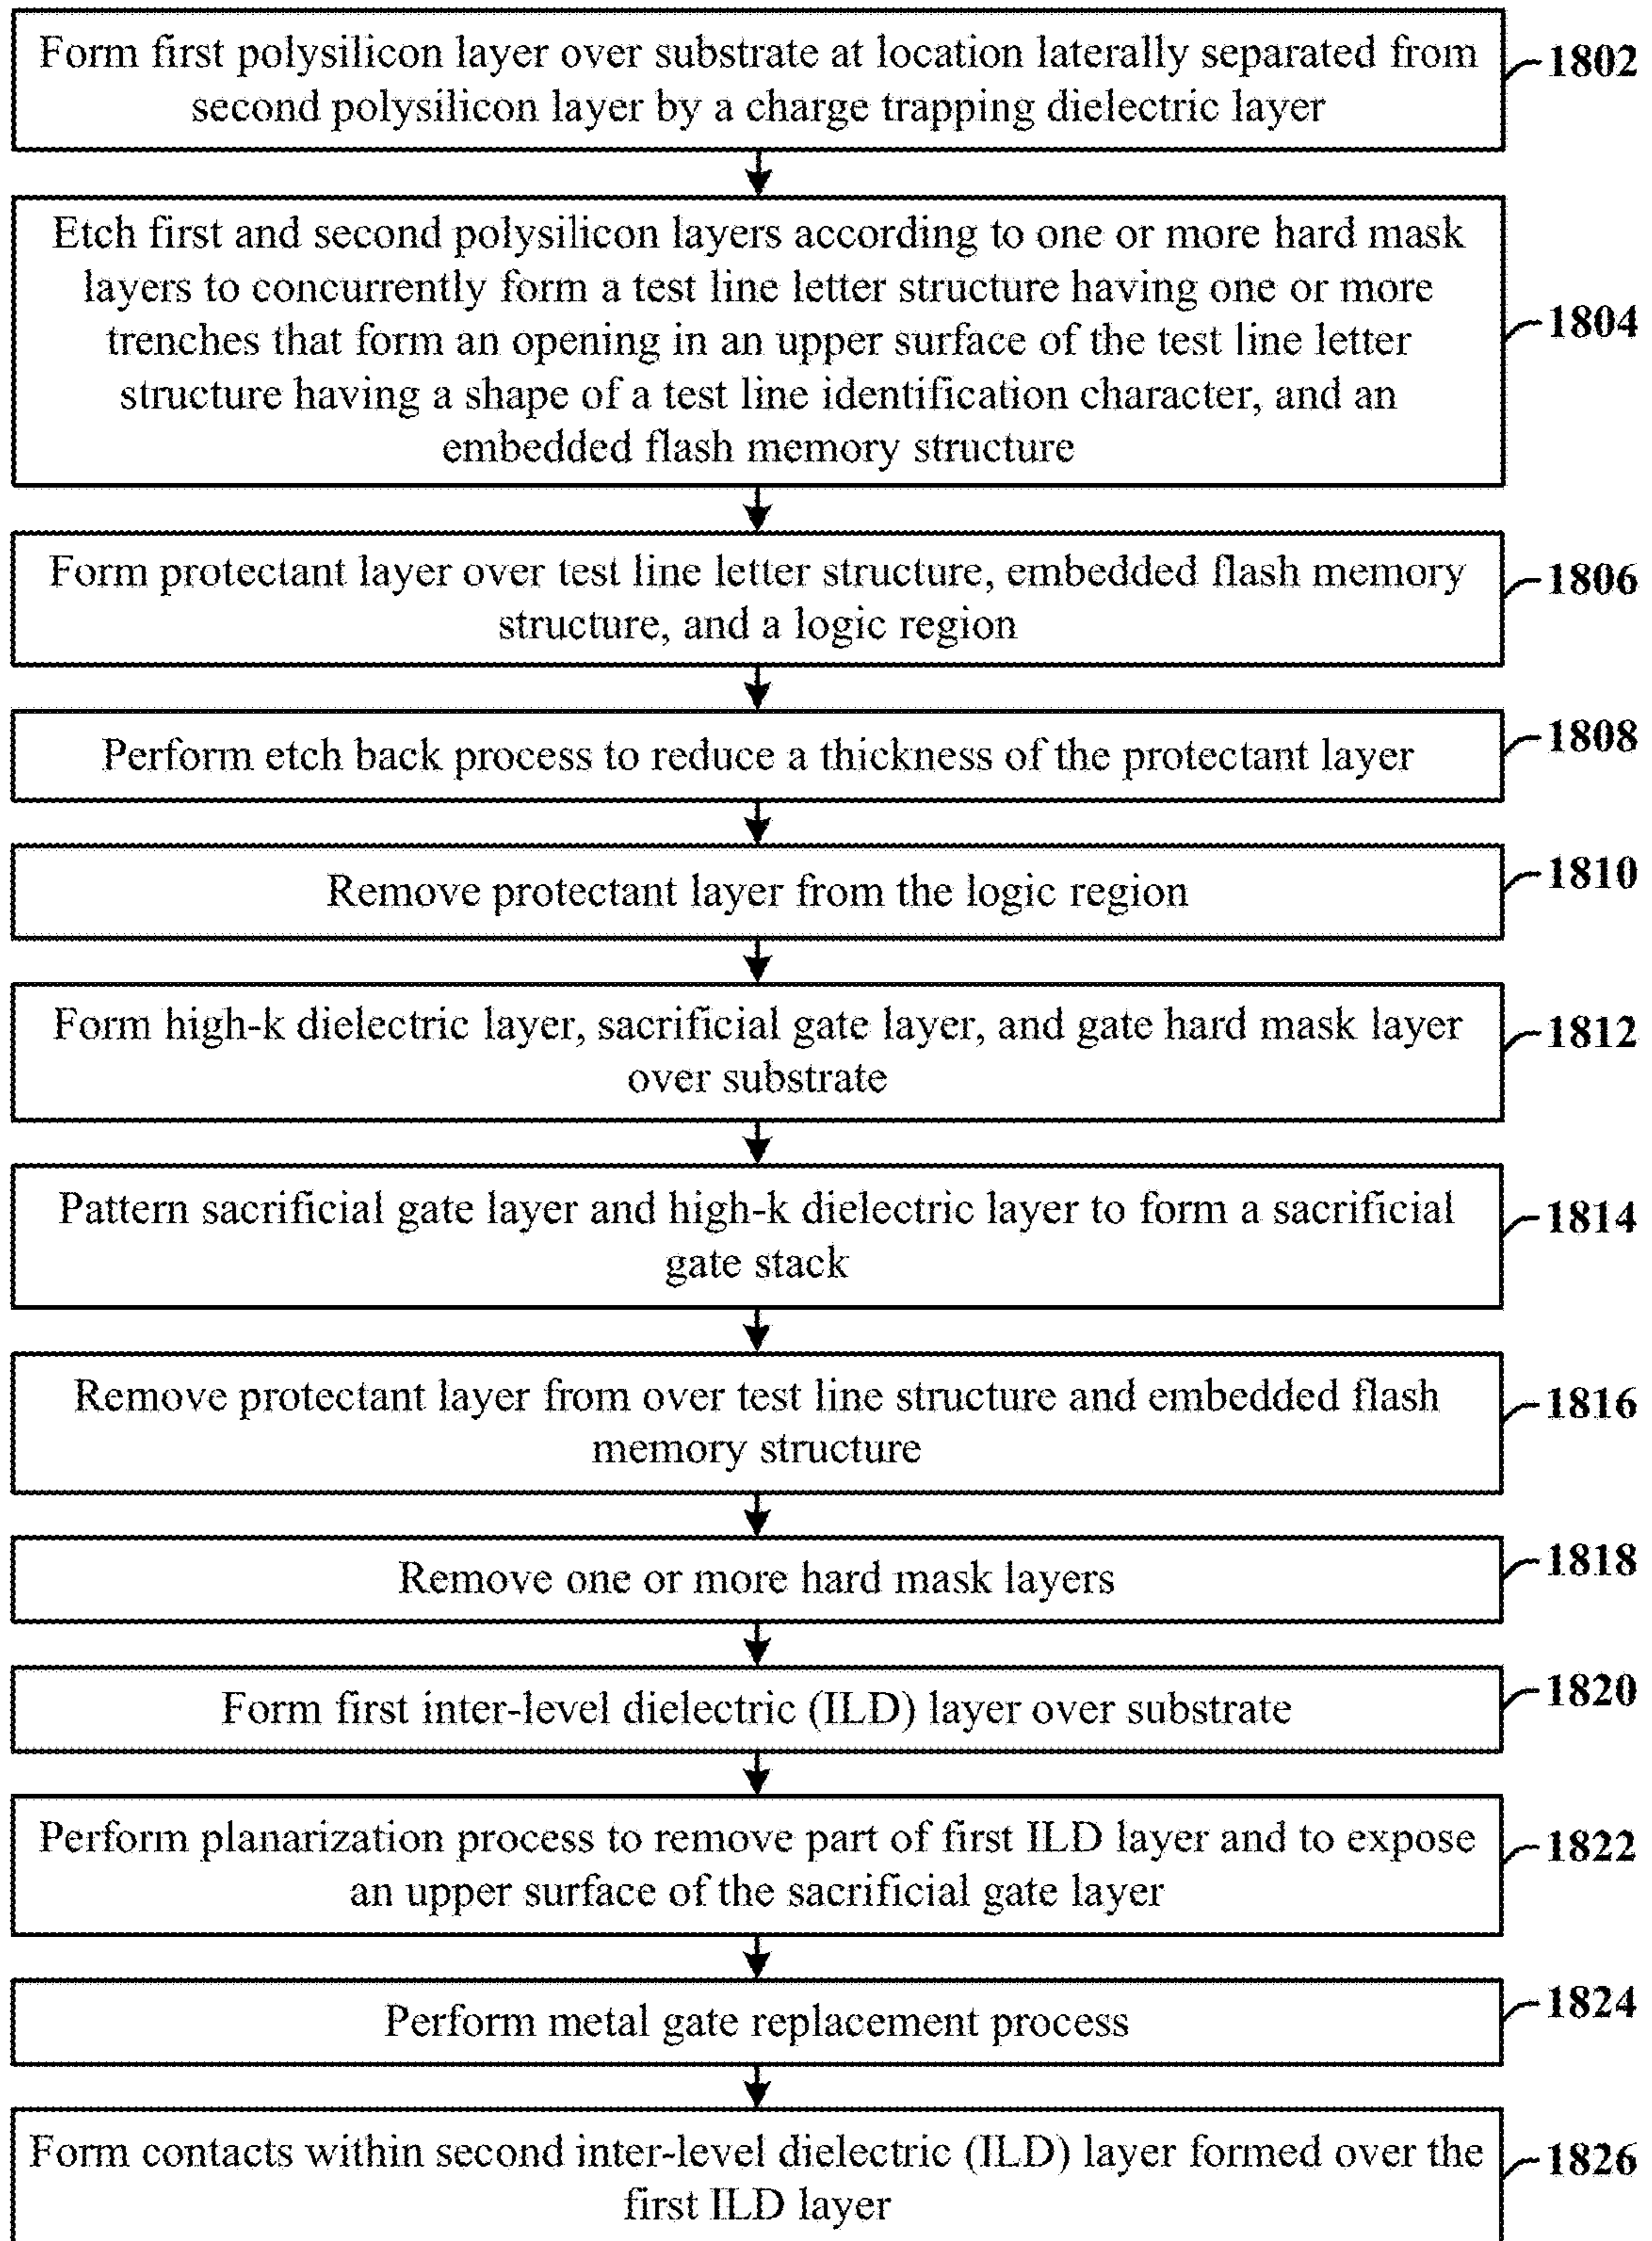 Form first polysilicon layer over substrate at location laterally separated from
second polysilicon layer by a charge trapping dielectric layer
1802
Etch first and second polysilicon layers according to one or more hard mask
layers to concurrently form a test line letter structure having one or more
trenches that form an opening in an upper surface of the test line letter
structure having a shape of a test line identification character, and an
embedded flash memory structure
1804
Form protectant layer over test line letter structure, embedded flash memory
structure, and a logic region
1806
Perform etch back process to reduce a thickness of the protectant layer
1808
Remove protectant layer from the logic region
1810
Form high-k dielectric layer, sacrificial gate layer, and gate hard mask layer
over substrate
1812
Pattern sacrificial gate layer and high-k dielectric layer to form a sacrificial
gate stack
1814
Remove protectant layer from over test line structure and embedded flash
memory structure
1816
Remove one or more hard mask layers
1818
Form first inter-level dielectric (ILD) layer over substrate
1820
Perform planarization process to remove part of first ILD layer and to expose
an upper surface of the sacrificial gate layer
1822
Perform metal gate replacement process
1824
Form contacts within second inter-level dielectric (ILD) layer formed over the
first ILD layer
1826